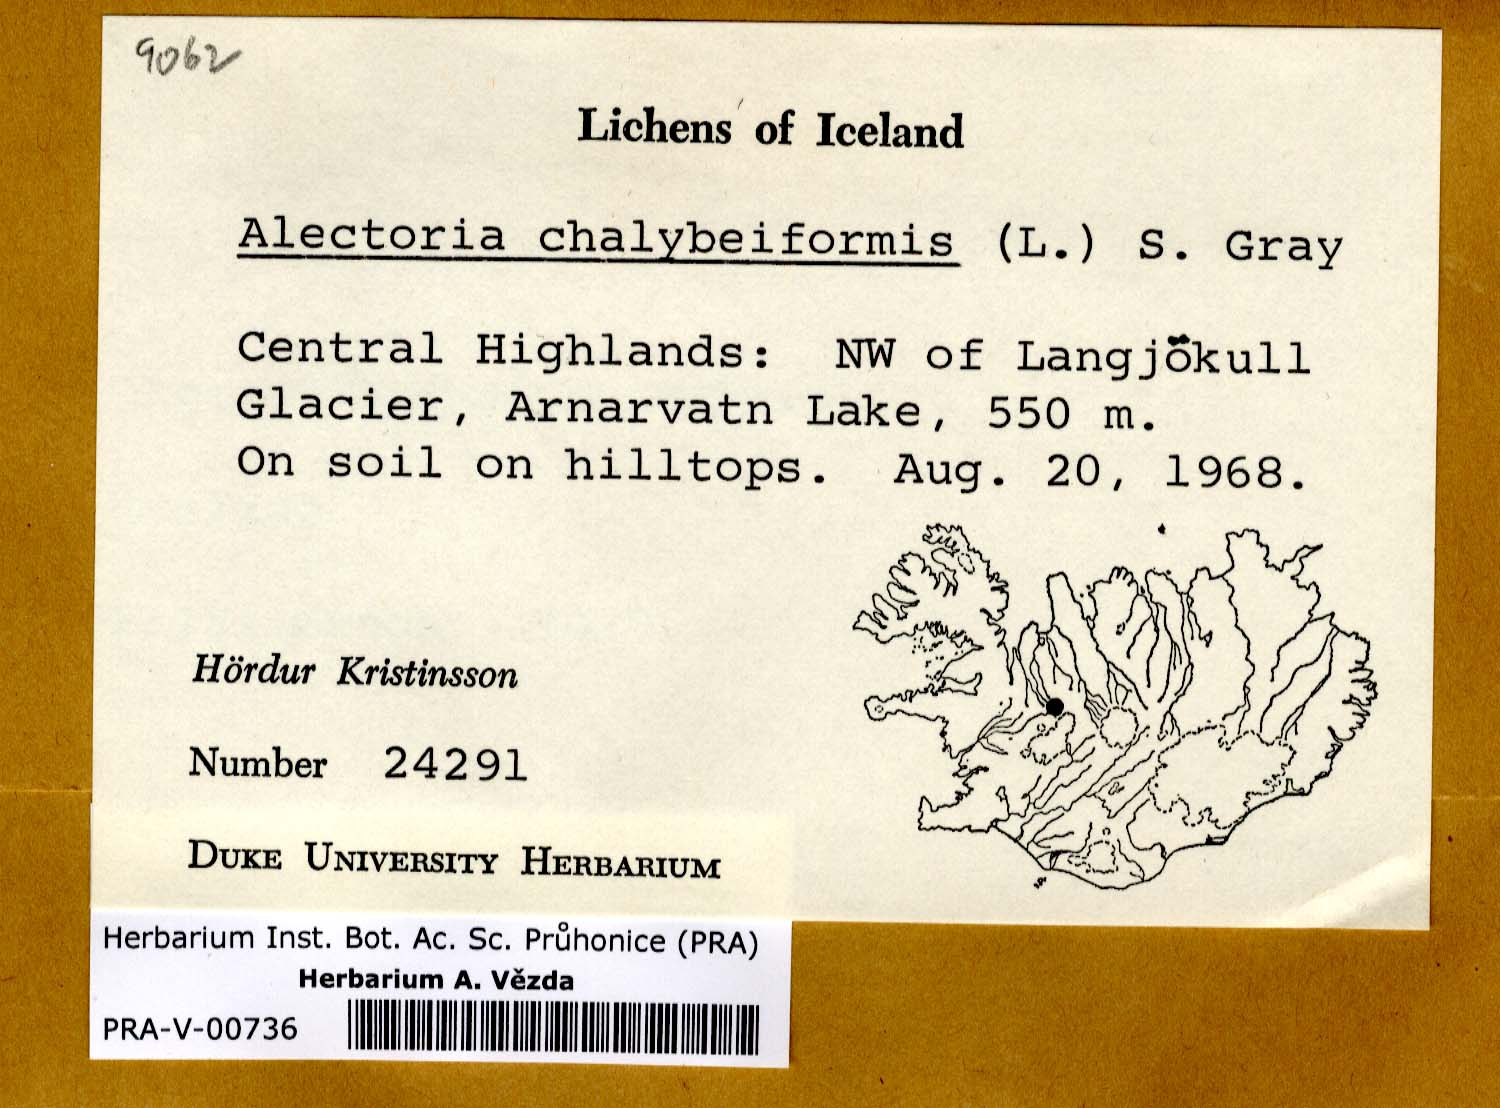 9062
Lichens of Iceland
Alectoria chalybeiformis (L.) S. Gray
Central Highlands: NW of Langjökull
Glacier, Arnarvatn Lake, 550 m.
On soil on hilltops. Aug. 20, 1968.
Hördur Kristinsson
Number 24291
DUKE UNIVERSITY HERBARIUM
Herbarium Inst. Bot. Ac. Sc. Průhonice (PRA)
Herbarium A. Vězda
PRA-V-00736